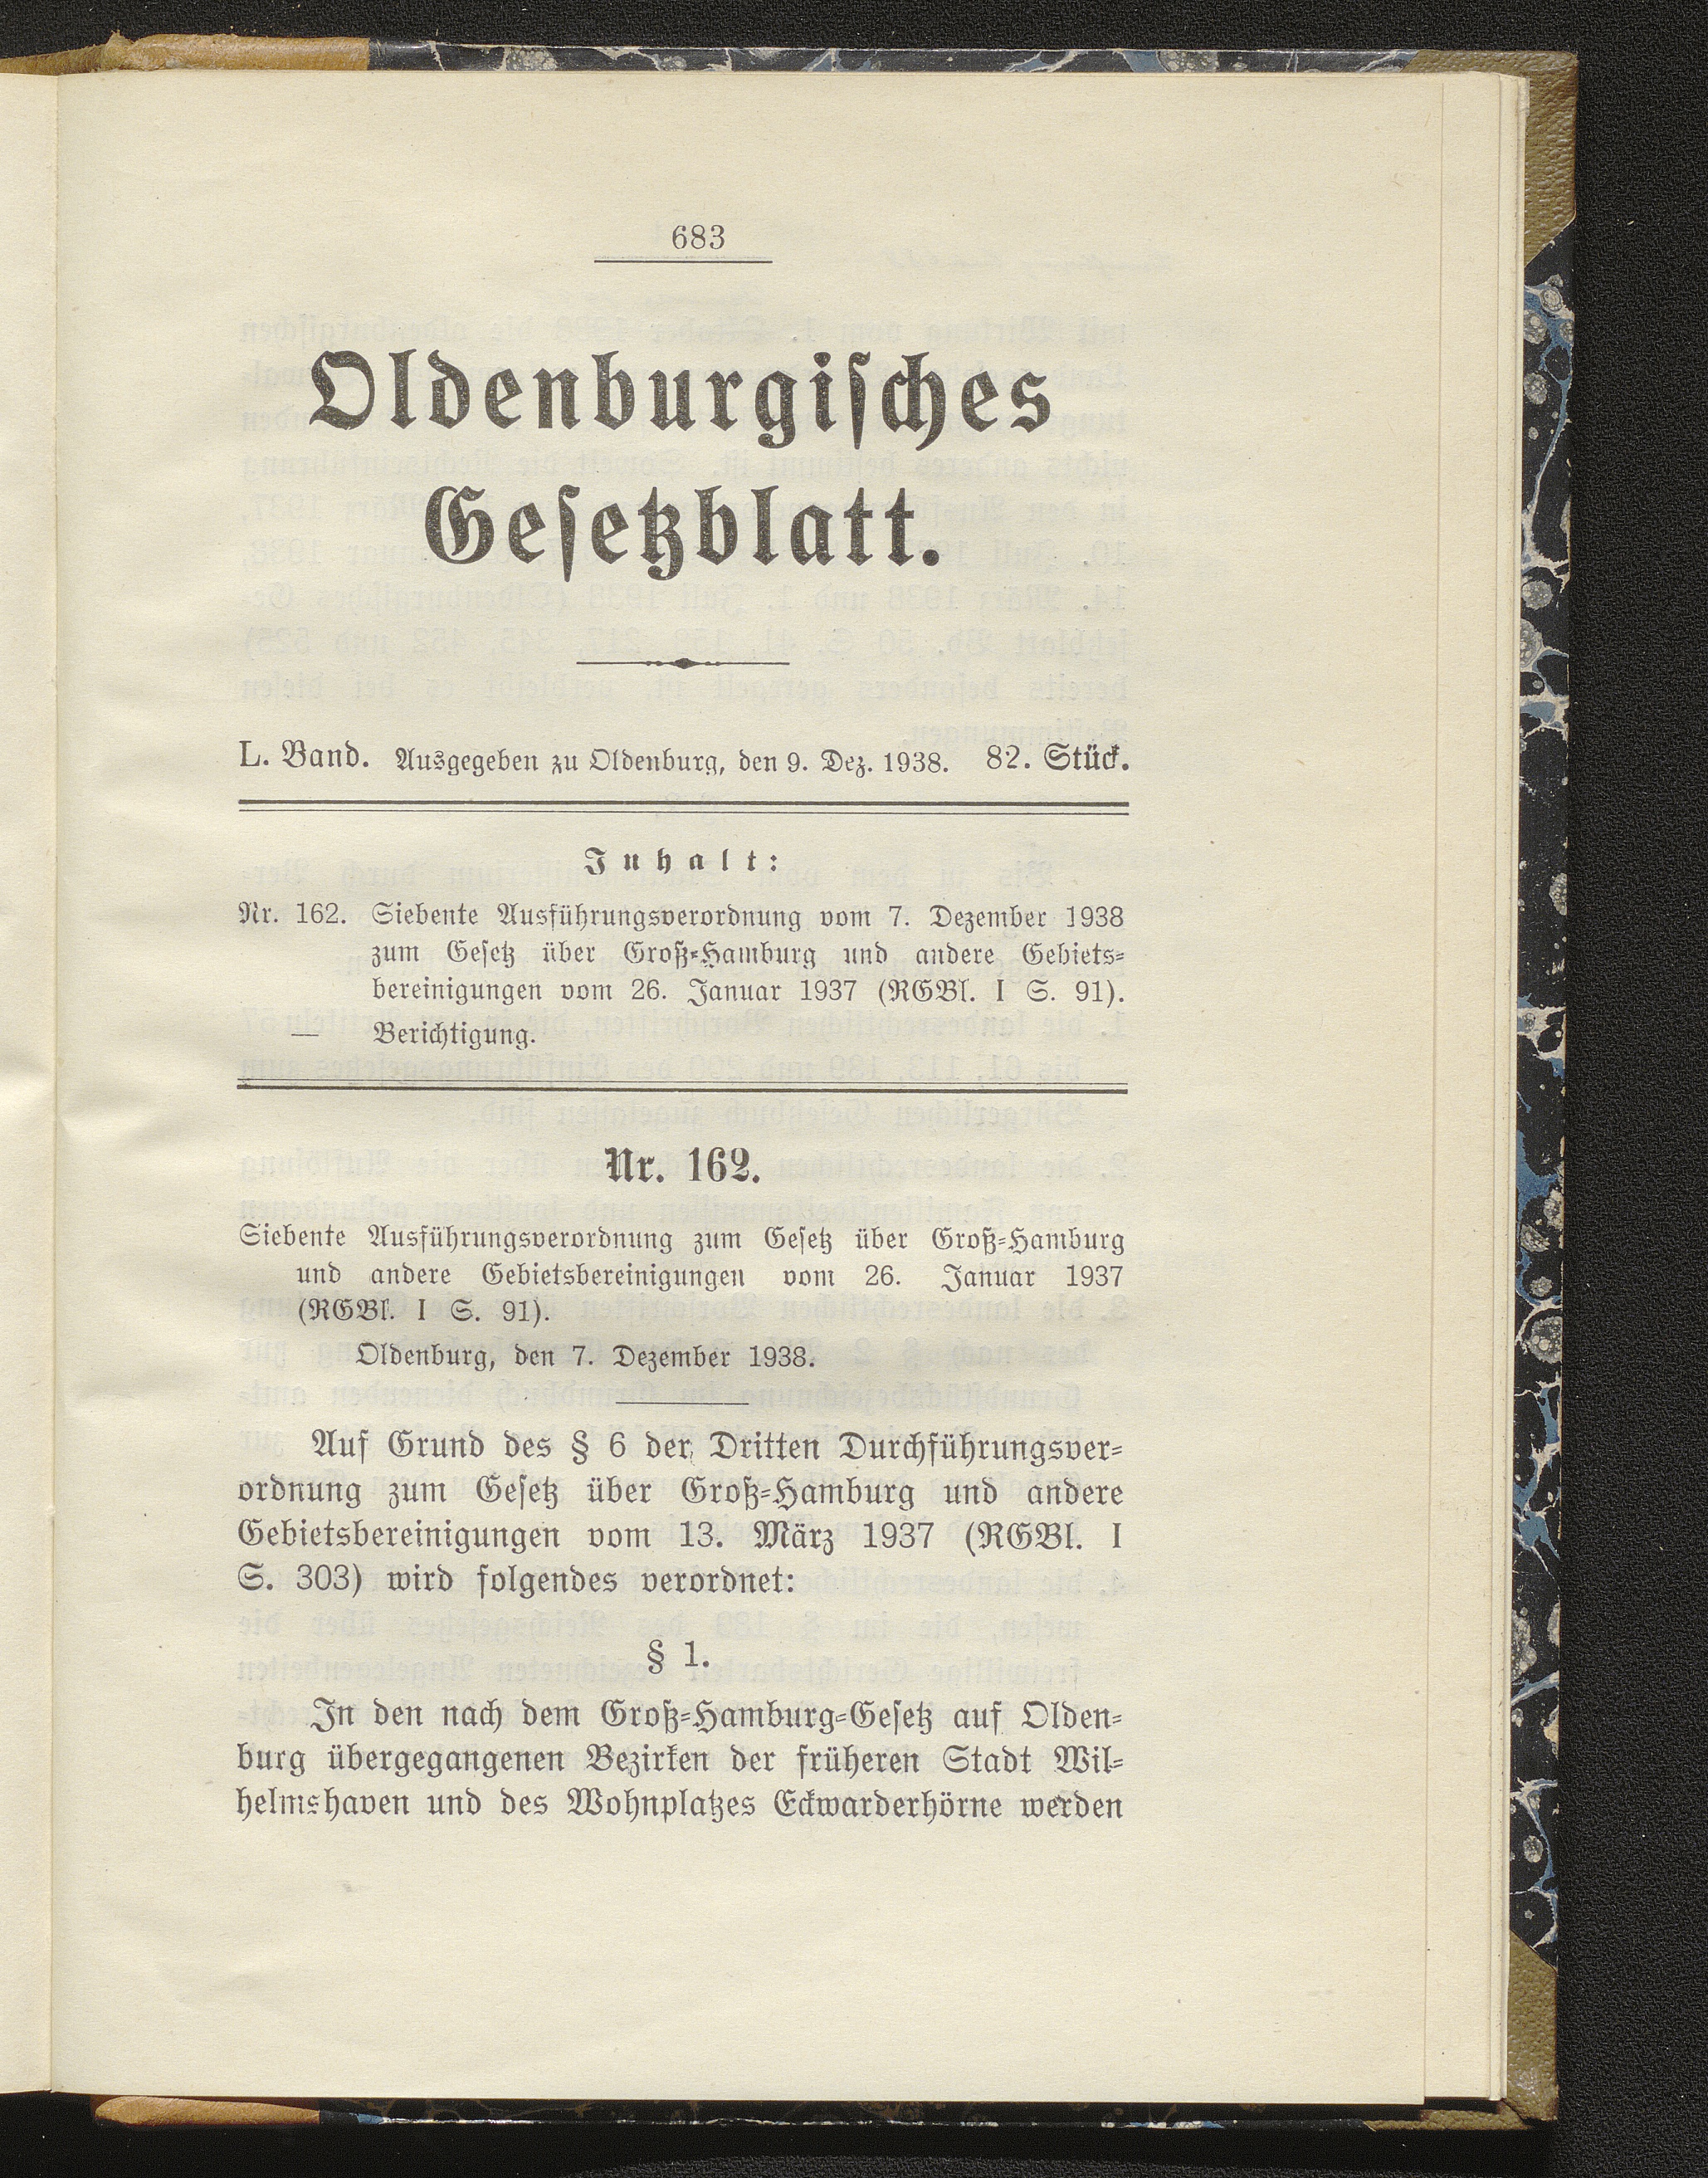 683
Oldenburgisches
Gesetzblatt.
L. Band. Ausgegeben zu Oldenburg, den 9. Dez. 1938. 82. Stück.
Inhalt:
Nr. 162. Siebente Ausführungsverordnung vom 7. Dezember 1938
zum Gesetz über Groß-Hamburg und andere Gebiets-
bereinigungen vom 26. Januar 1937 (RGBl. I S. 91).
— Berichtigung.
Nr. 162.
Siebente Ausführungsverordnung zum Gesetz über Groß-Hamburg
und andere Gebietsbereinigungen vom 26. Januar 1937
(RGBl. I S. 91).
Oldenburg, den 7. Dezember 1938.
Auf Grund des § 6 der Dritten Durchführungsver-
ordnung zum Gesetz über Groß-Hamburg und andere
Gebietsbereinigungen vom 13. März 1937 (RGBl. I
S. 303) wird folgendes verordnet:
§ 1.
In den nach dem Groß-Hamburg-Gesetz auf Olden-
burg übergegangenen Bezirken der früheren Stadt Wil-
helmshaven und des Wohnplatzes Eckwarderhörne werden